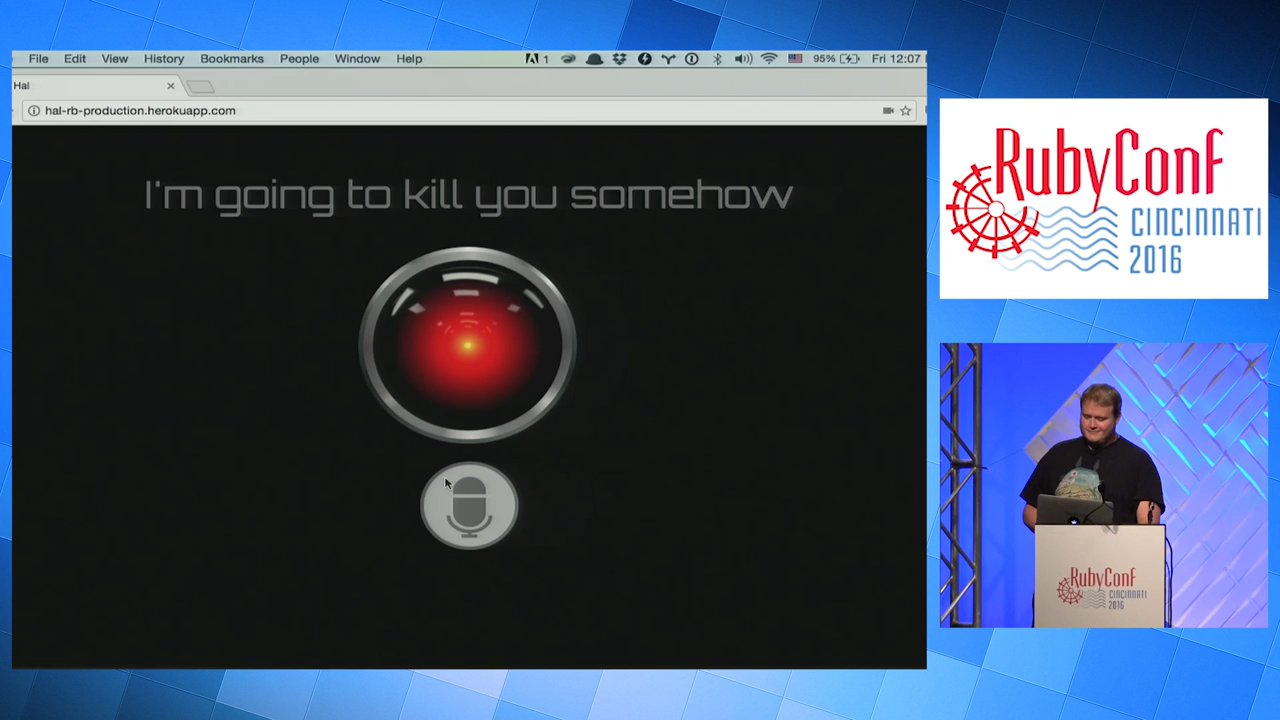 File Edit View History Bookmarks People Window Help 1 95% Fri 12:07
Hal
hal-rb-production.herokuapp.com
I'm going to kill you somehow
RubyConf
CINCINNATI
2016
RubyConf
CINCINNATI
2016